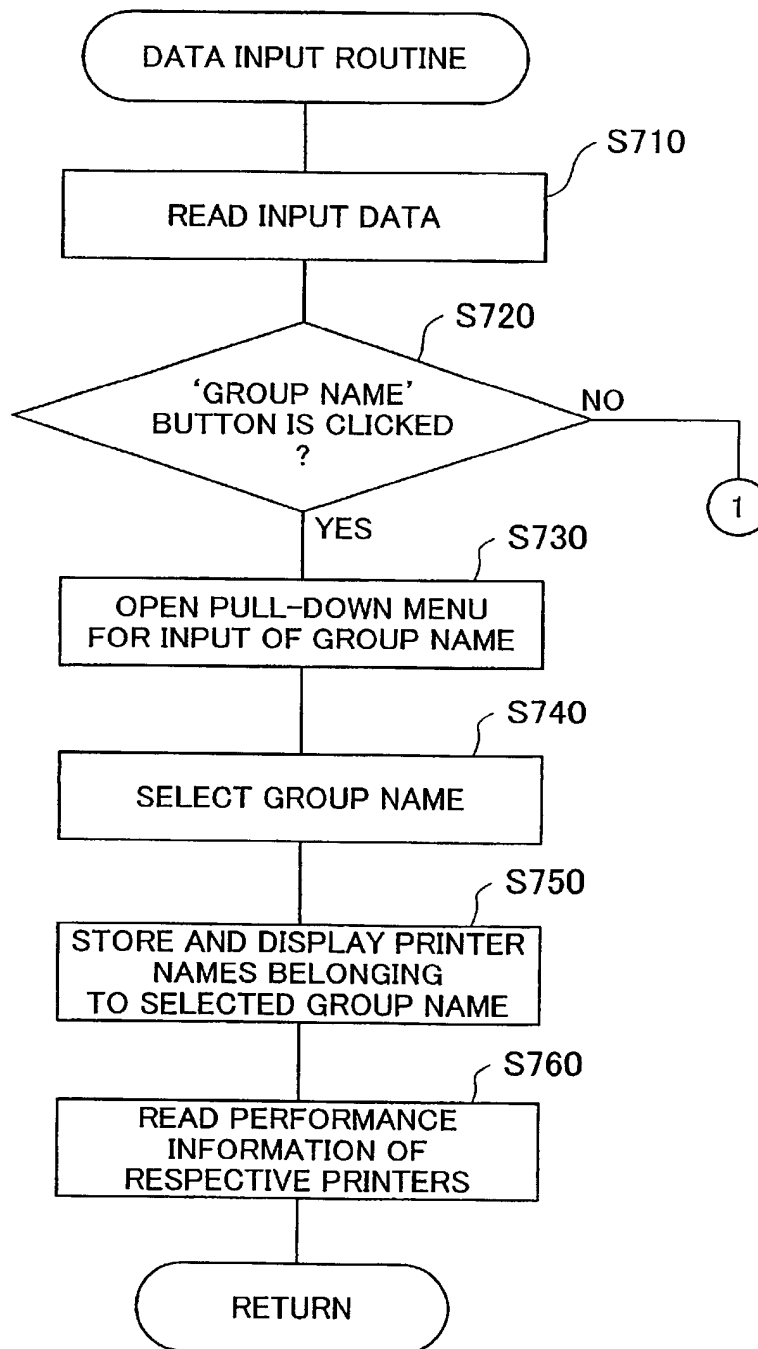 DATA INPUT ROUTINE
S710
READ INPUT DATA
S720
‘GROUP NAME’
BUTTON IS CLICKED
?
NO
1
YES
S730
OPEN PULL-DOWN MENU
FOR INPUT OF GROUP NAME
S740
SELECT GROUP NAME
S750
STORE AND DISPLAY PRINTER
NAMES BELONGING
TO SELECTED GROUP NAME
S760
READ PERFORMANCE
INFORMATION OF
RESPECTIVE PRINTERS
RETURN